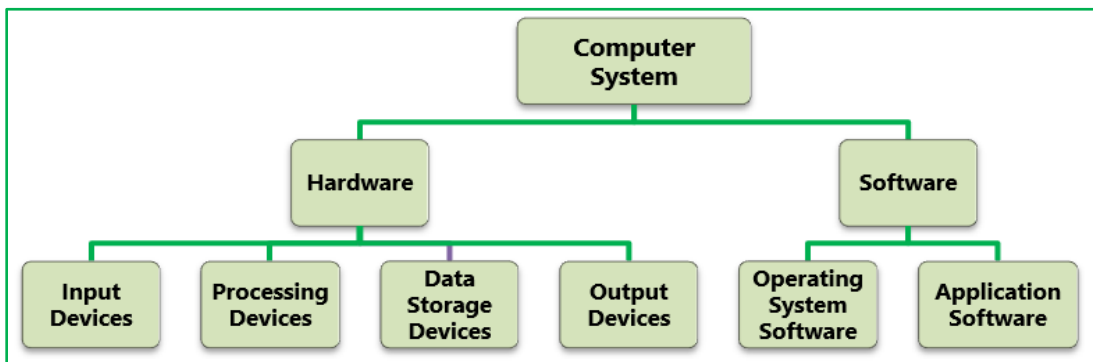 Computer
System
Hardware
Software
Input
Devices
Processing
Devices
Data
Storage
Devices
Output
Devices
Operating
System
Software
Application
Software